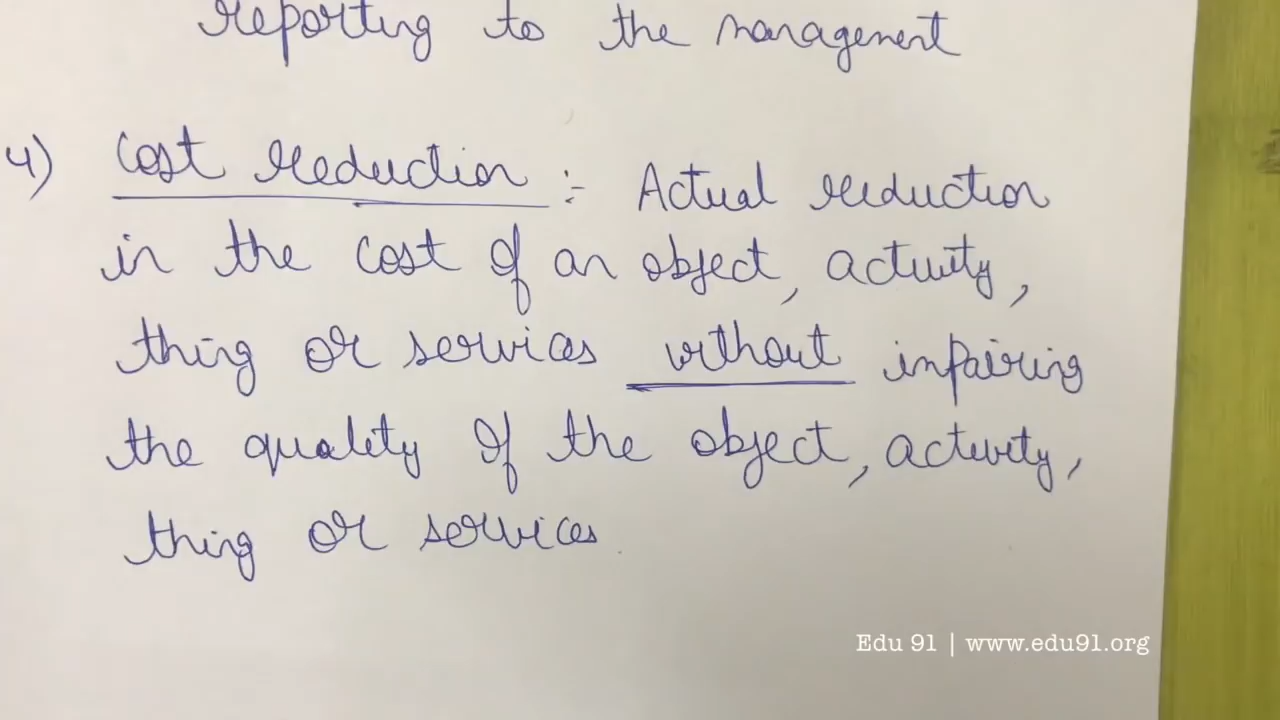 reporting to the management
4) Cost reduction :- Actual reduction
in the cost of an object, activity,
thing or services without impairing
the quality of the object, activity,
thing or services
Edu 91 | www.edu91.org